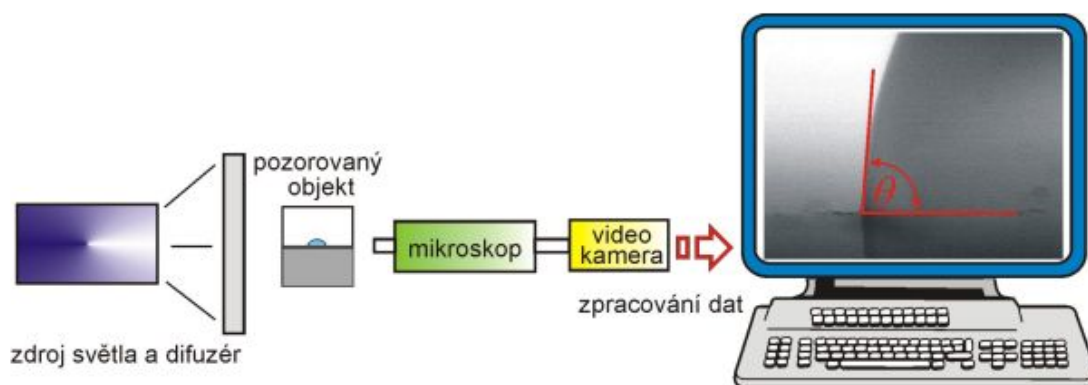 pozorovaný
objekt
mikroskop
video
kamera
zpracování dat
zdroj světla a difuzér
θ